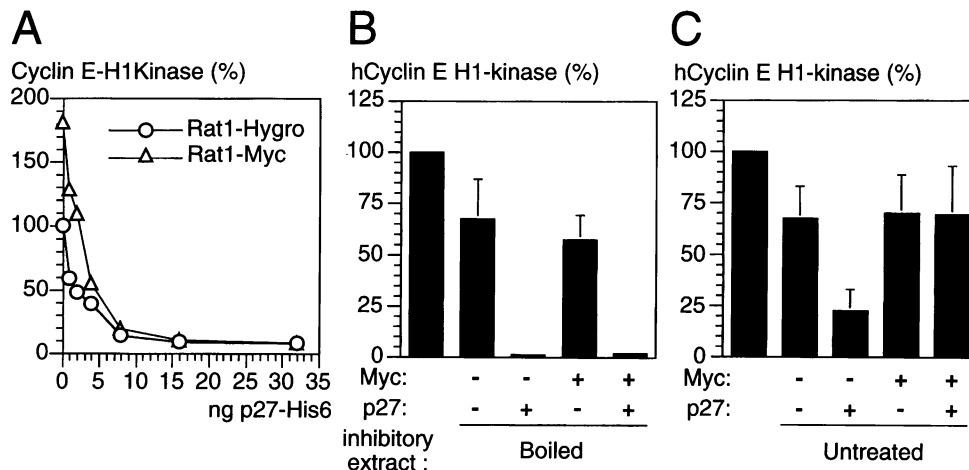 A
Cyclin E-H1Kinase (%)
200
150
100
50
0
Rat1-Hygro
Rat1-Myc
0 5 10 15 20 25 30 35
ng p27-His6
B
hCyclin E H1-kinase (%)
125
100
75
50
25
0
Myc: - - + +
p27: - + - +
inhibitory
extract : Boiled
C
hCyclin E H1-kinase (%)
125
100
75
50
25
0
Myc: - - + +
p27: - + - +
Untreated